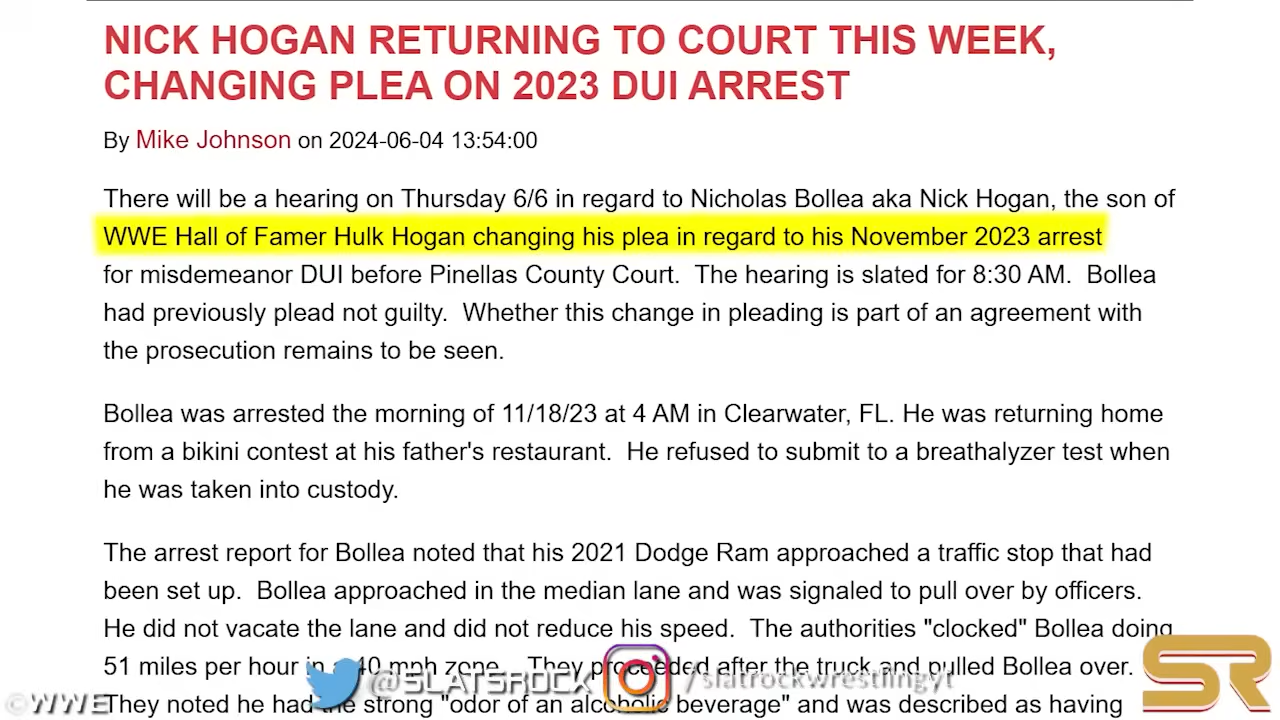 NICK HOGAN RETURNING TO COURT THIS WEEK,
CHANGING PLEA ON 2023 DUI ARREST
By Mike Johnson on 2024-06-04 13:54:00
There will be a hearing on Thursday 6/6 in regard to Nicholas Bollea aka Nick Hogan, the son of
WWE Hall of Famer Hulk Hogan changing his plea in regard to his November 2023 arrest
for misdemeanor DUI before Pinellas County Court.  The hearing is slated for 8:30 AM.  Bollea
had previously plead not guilty.  Whether this change in pleading is part of an agreement with
the prosecution remains to be seen.
Bollea was arrested the morning of 11/18/23 at 4 AM in Clearwater, FL. He was returning home
from a bikini contest at his father's restaurant.  He refused to submit to a breathalyzer test when
he was taken into custody.
The arrest report for Bollea noted that his 2021 Dodge Ram approached a traffic stop that had
been set up.  Bollea approached in the median lane and was signaled to pull over by officers.
He did not vacate the lane and did not reduce his speed.  The authorities "clocked" Bollea doing
51 miles per hour in a 40 mph zone.  They proceeded after the truck and pulled Bollea over.
@SLATSROCK /slatrockwrestlingyt
They noted he had the strong "odor of an alcoholic beverage" and was described as having
©WWE
SR